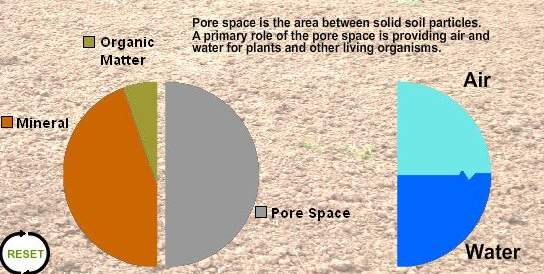 Pore space is the area between solid soil particles.
A primary role of the pore space is providing air and
water for plants and other living organisms.
Organic
Matter
Mineral
Pore Space
Air
Water
RESET